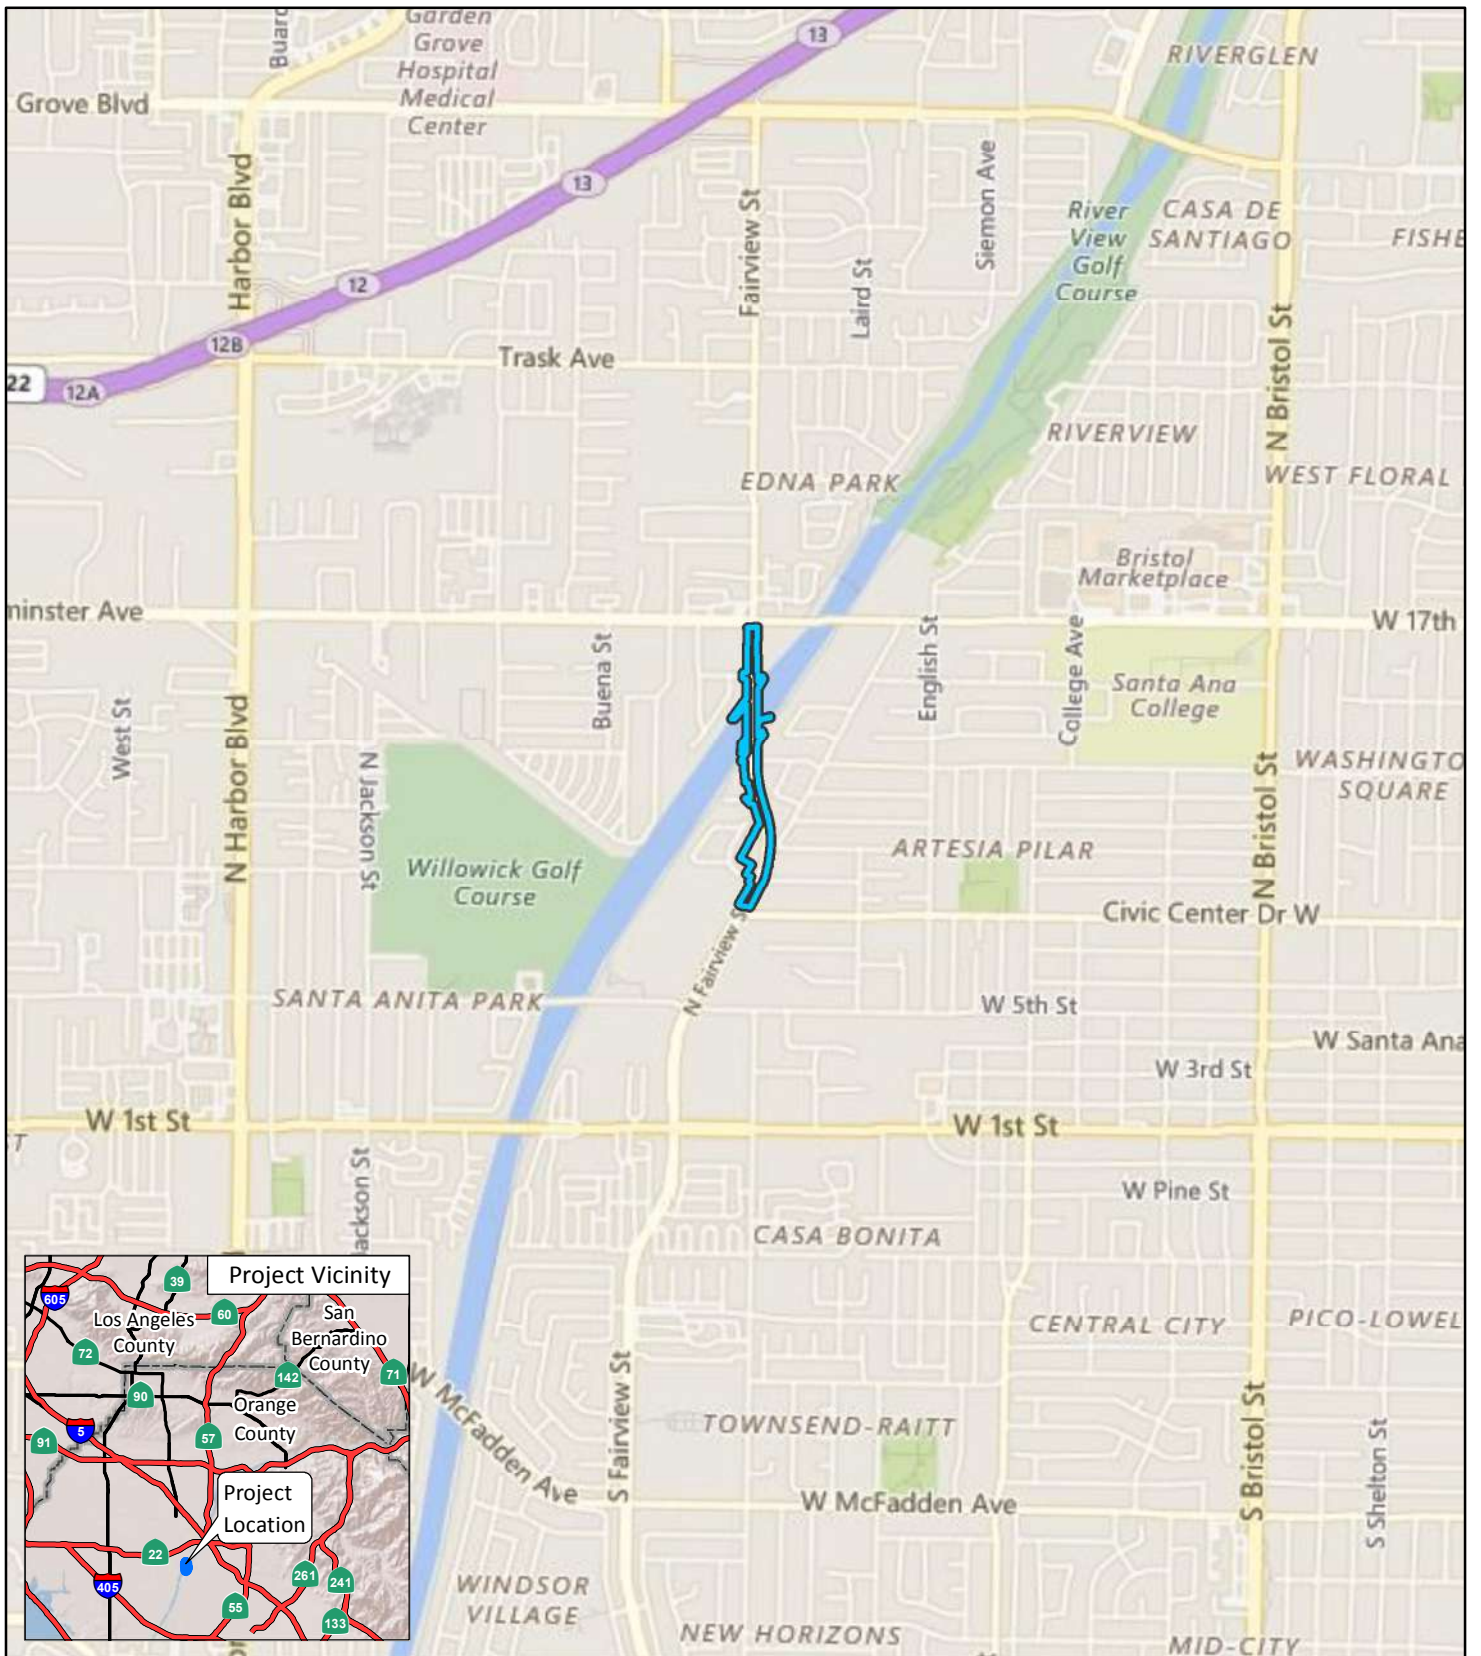 Buaro
Garden
Grove
Hospital
Medical
Center
13
RIVERGLEN
Grove Blvd
Harbor Blvd
13
Fairview St
Siemon Ave
River
View
Golf
Course
CASA DE
SANTIAGO
FISHE
12
Laird St
12B
Trask Ave
N Bristol St
22
12A
RIVERVIEW
EDNA PARK
WEST FLORAL
Bristol
Marketplace
minster Ave
W 17th
Buena St
English St
College Ave
Santa Ana
College
West St
N Harbor Blvd
N Jackson St
N Bristol St
WASHINGTO
SQUARE
Willowick Golf
Course
ARTESIA PILAR
Civic Center Dr W
N Fairview S
SANTA ANITA PARK
W 5th St
W Santa Ana
W 3rd St
W 1st St
W 1st St
ST
Jackson St
W Pine St
CASA BONITA
Project Vicinity
39
605
60
Los Angeles
County
San
Bernardino
County
72
142
71
90
Orange
County
5
57
91
Project
Location
22
405
261
241
55
133
CENTRAL CITY
PICO-LOWEL
W McFadden Ave
S Fairview St
TOWNSEND-RAITT
S Bristol St
S Shelton St
W McFadden Ave
WINDSOR
VILLAGE
NEW HORIZONS
MID-CITY